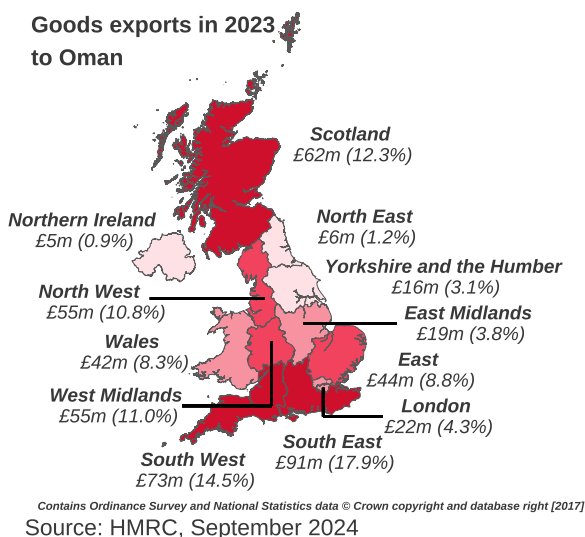 Goods exports in 2023
to Oman
Scotland
£62m (12.3%)
Northern Ireland
£5m (0.9%)
North East
£6m (1.2%)
Yorkshire and the Humber
£16m (3.1%)
North West
£55m (10.8%)
East Midlands
£19m (3.8%)
Wales
£42m (8.3%)
East
£44m (8.8%)
West Midlands
£55m (11.0%)
London
£22m (4.3%)
South East
£91m (17.9%)
South West
£73m (14.5%)
Contains Ordinance Survey and National Statistics data © Crown copyright and database right [2017]
Source: HMRC, September 2024